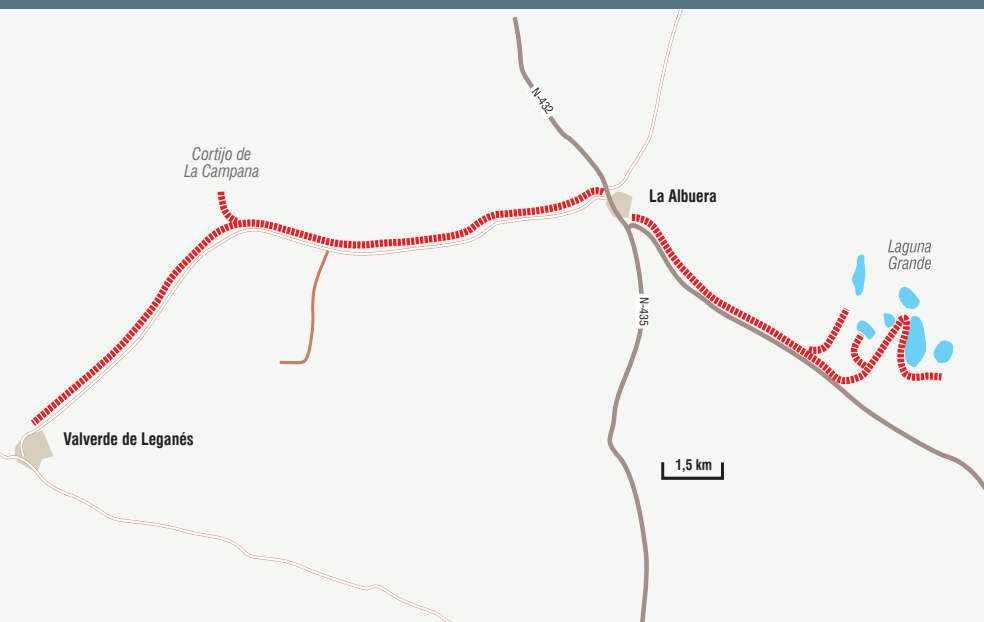 N-432
Cortijo de
La Campana
La Albuera
Laguna
Grande
N-435
Valverde de Leganés
1,5 km